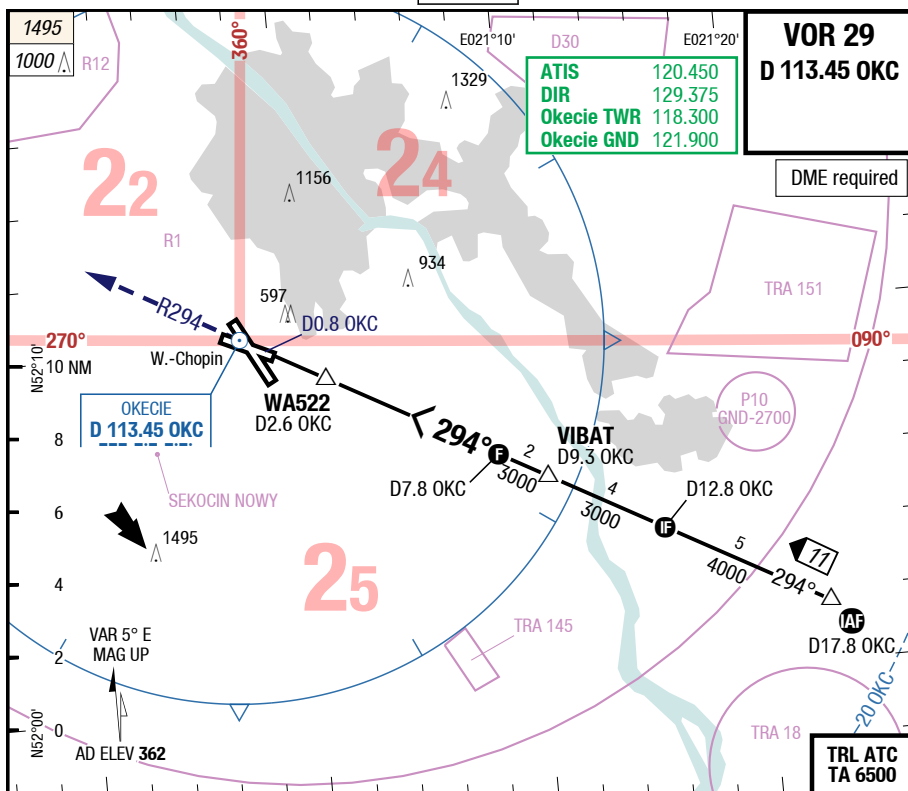 1495
1000
R12
360°
E021°10'
D30
E021°20'
VOR 29
D 113.45 OKC
1329
ATIS 120.450
DIR 129.375
Okecie TWR 118.300
Okecie GND 121.900
DME required
22
24
1156
R1
934
TRA 151
R294
597
D0.8 OKC
270°
090°
N52°10'
10 NM
W.-Chopin
WA522
D2.6 OKC
OKECIE
D 113.45 OKC
P10
GND-2700
294°
2
3000
VIBAT
D9.3 OKC
8
D7.8 OKC
F
4
3000
D12.8 OKC
IF
SEKOCIN NOWY
6
1495
5
4000
11
294°
25
4
IAF
D17.8 OKC
VAR 5° E
MAG UP
TRA 145
2
20 OKC
N52°00'
0
AD ELEV 362
TRA 18
TRL ATC
TA 6500